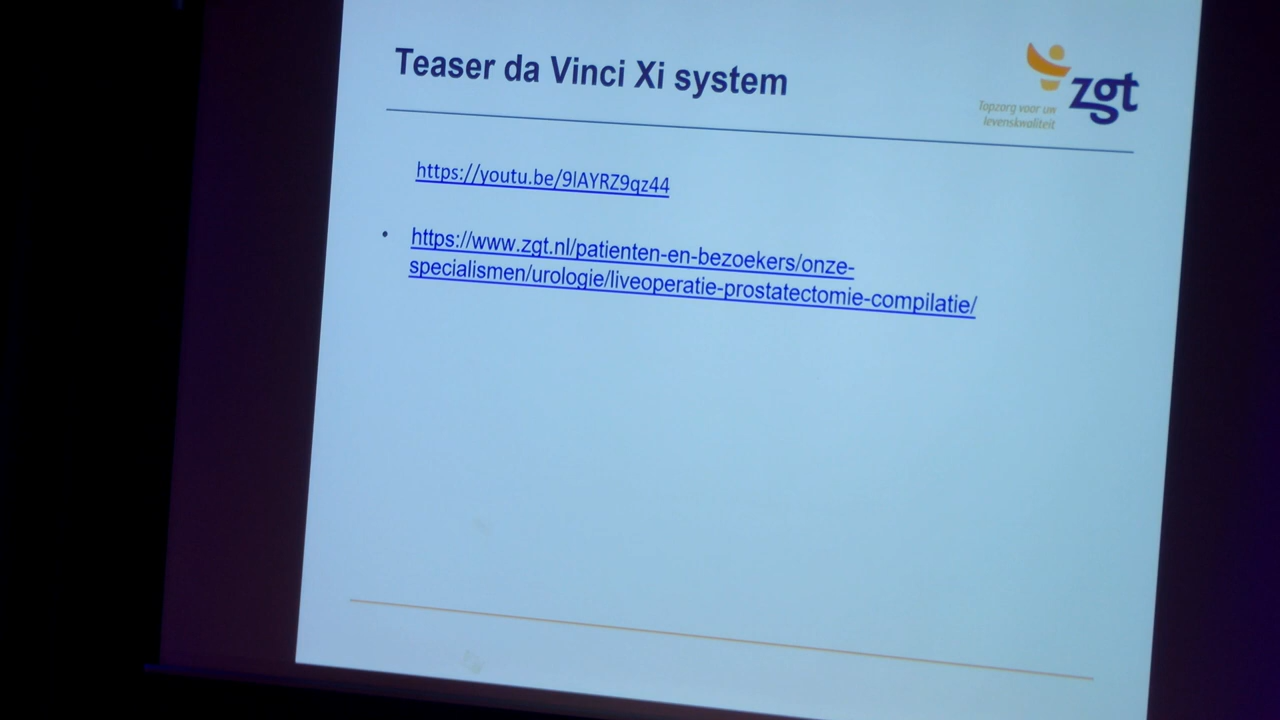 Teaser da Vinci Xi system
zgt
Topzorg voor uw
levenskwaliteit
https://youtu.be/9lAYRZ9qz44
• https://www.zgt.nl/patienten-en-bezoekers/onze-
specialismen/urologie/liveoperatie-prostatectomie-compilatie/